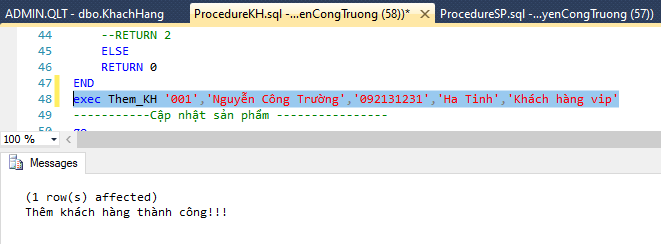 ADMIN.QLT - dbo.KhachHang
ProcedureKH.sql -...enCongTruong (58))*
ProcedureSP.sql -...yenCongTruong (57))
44 --RETURN 2
45 ELSE
46 RETURN 0
47 END
48 exec Them_KH '001','Nguyễn Công Trường','092131231','Ha Tinh','Khách hàng vip'
49 -----------Cập nhật sản phẩm ----------------
100 %
Messages
(1 row(s) affected)
Thêm khách hàng thành công!!!